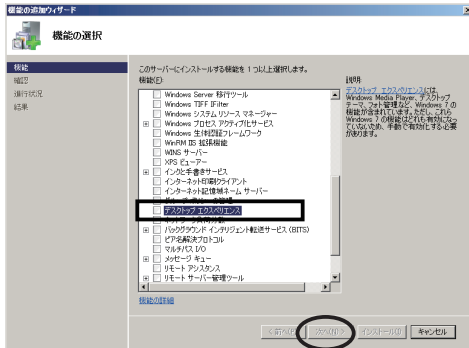 機能の追加ウィザード
機能の選択
機能
確認
進行状況
結果
このサーバーにインストールする機能を 1 つ以上選択します。
機能(F):
Windows Server 移行ツール
Windows TIFF IFilter
Windows システム リソース マネージャー
Windows プロセス アクティブ化サービス
Windows 生体認証フレームワーク
WinRM IIS 拡張機能
WINS サーバー
XPS ビューアー
インクと手書きサービス
インターネット印刷クライアント
インターネット記憶域ネーム サーバー
デスクトップ エクスペリエンス
バックグラウンド インテリジェント転送サービス (BITS)
ピア名解決プロトコル
マルチパス I/O
メッセージ キュー
リモート アシスタンス
リモート サーバー管理ツール
機能の詳細
説明:
デスクトップ エクスペリエンスには、
Windows Media Player、デスクトップ
テーマ、フォト管理など、Windows 7 の
機能が含まれています。ただし、これら
Windows 7 の機能はどれも有効になっ
ていないため、手動で有効化する必要
があります。
< 前へ(P)
次へ(N) >
インストール(I)
キャンセル